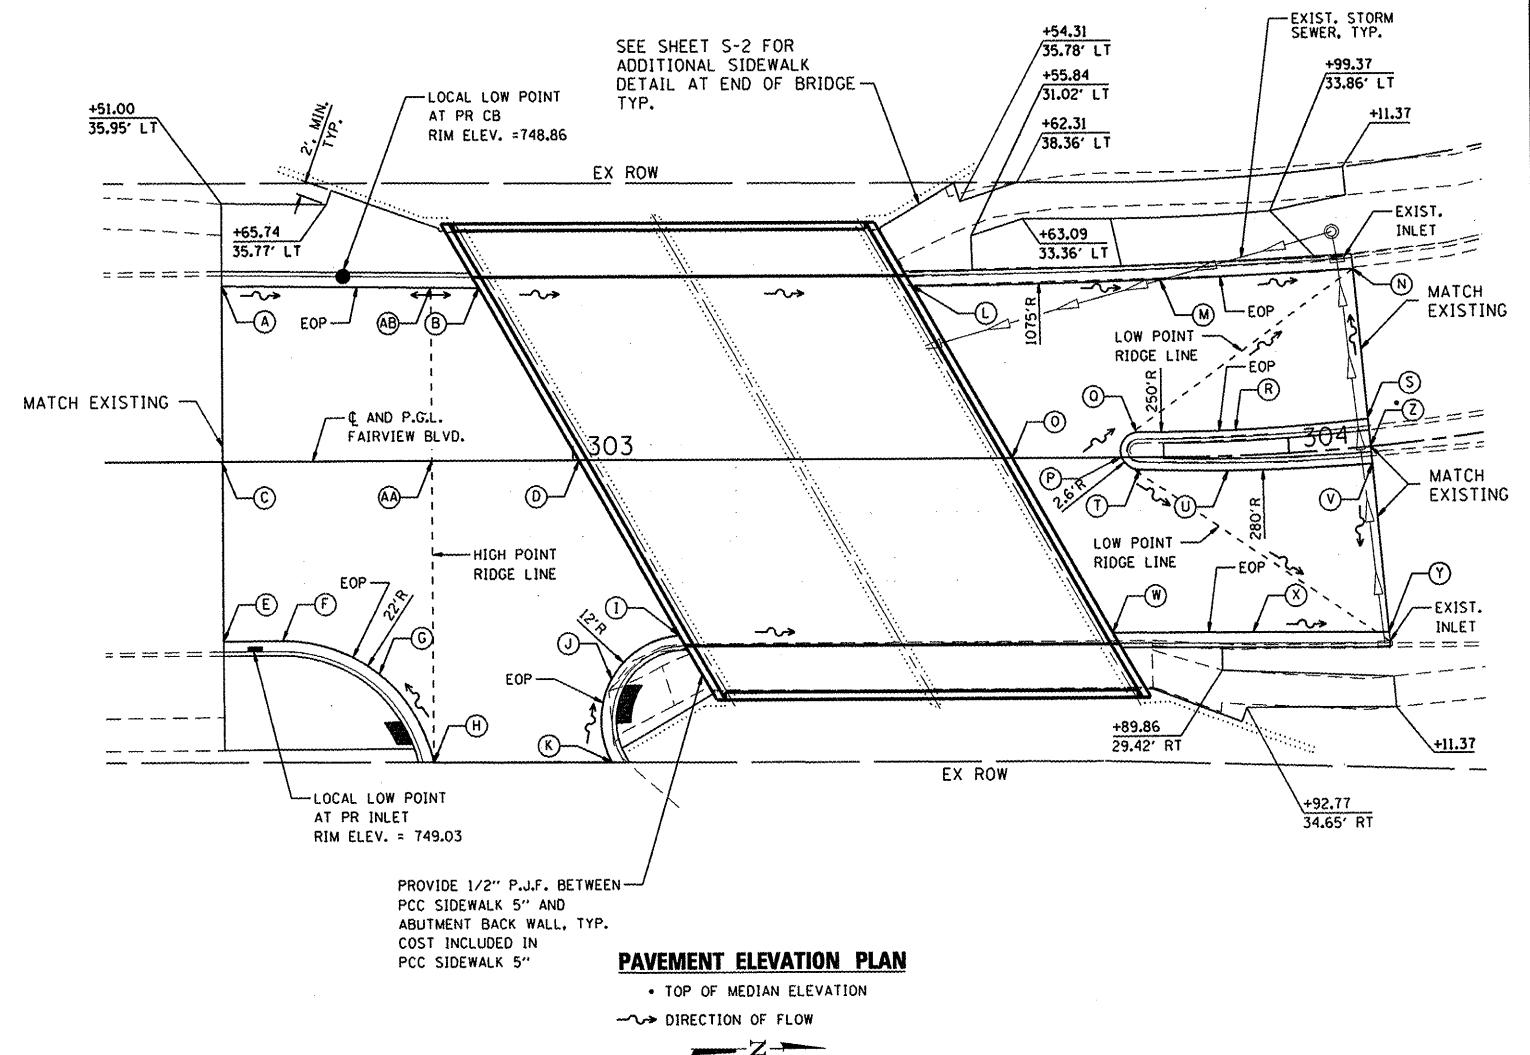 SEE SHEET S-2 FOR
ADDITIONAL SIDEWALK
DETAIL AT END OF BRIDGE
TYP.
+54.31
35.78' LT
+55.84
31.02' LT
+62.31
38.36' LT
EXIST. STORM
SEWER, TYP.
+99.37
33.86' LT
+11.37
+51.00
35.95' LT
2'. MIN.
TYP.
LOCAL LOW POINT
AT PR CB
RIM ELEV. =748.86
EX ROW
+65.74
35.77' LT
+63.09
33.36' LT
EXIST.
INLET
A
EOP
AB
B
L
1075'R
M
EOP
N
MATCH
EXISTING
LOW POINT
RIDGE LINE
EOP
MATCH EXISTING
℄ AND P.G.L.
FAIRVIEW BLVD.
303
O
Q
250'R
R
S
• Z
304
C
AA
D
P
2.6'R
T
U
280'R
V
MATCH
EXISTING
LOW POINT
RIDGE LINE
HIGH POINT
RIDGE LINE
EOP
22'R
E
F
G
H
12'R
I
J
EOP
K
W
EOP
X
Y
EXIST.
INLET
+89.86
29.42' RT
+11.37
EX ROW
+92.77
34.65' RT
LOCAL LOW POINT
AT PR INLET
RIM ELEV. = 749.03
PROVIDE 1/2" P.J.F. BETWEEN
PCC SIDEWALK 5" AND
ABUTMENT BACK WALL, TYP.
COST INCLUDED IN
PCC SIDEWALK 5"
PAVEMENT ELEVATION PLAN
• TOP OF MEDIAN ELEVATION
DIRECTION OF FLOW
N